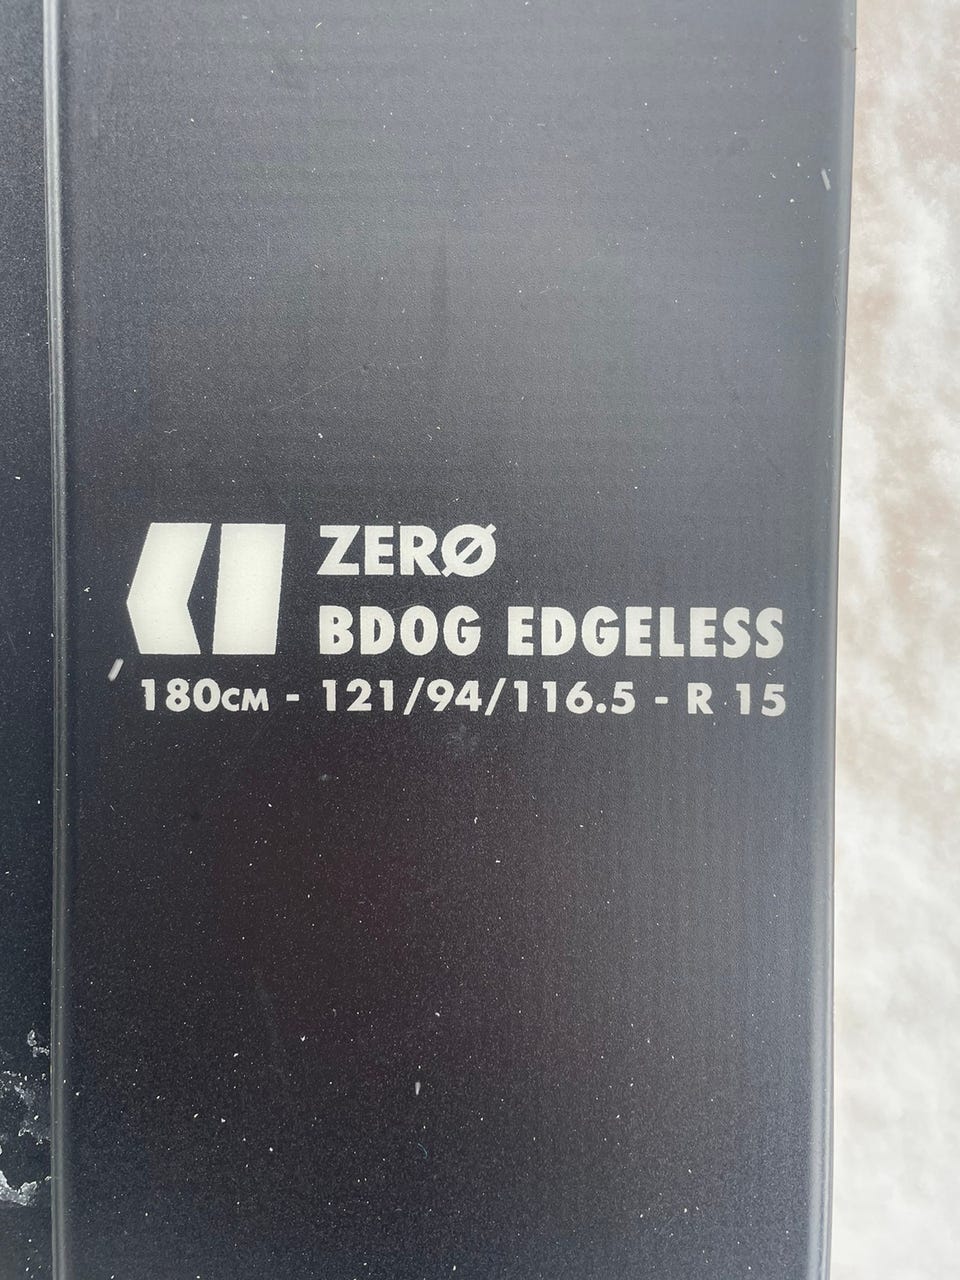 ZERØ
BDOG EDGELESS
180CM - 121/94/116.5 - R 15